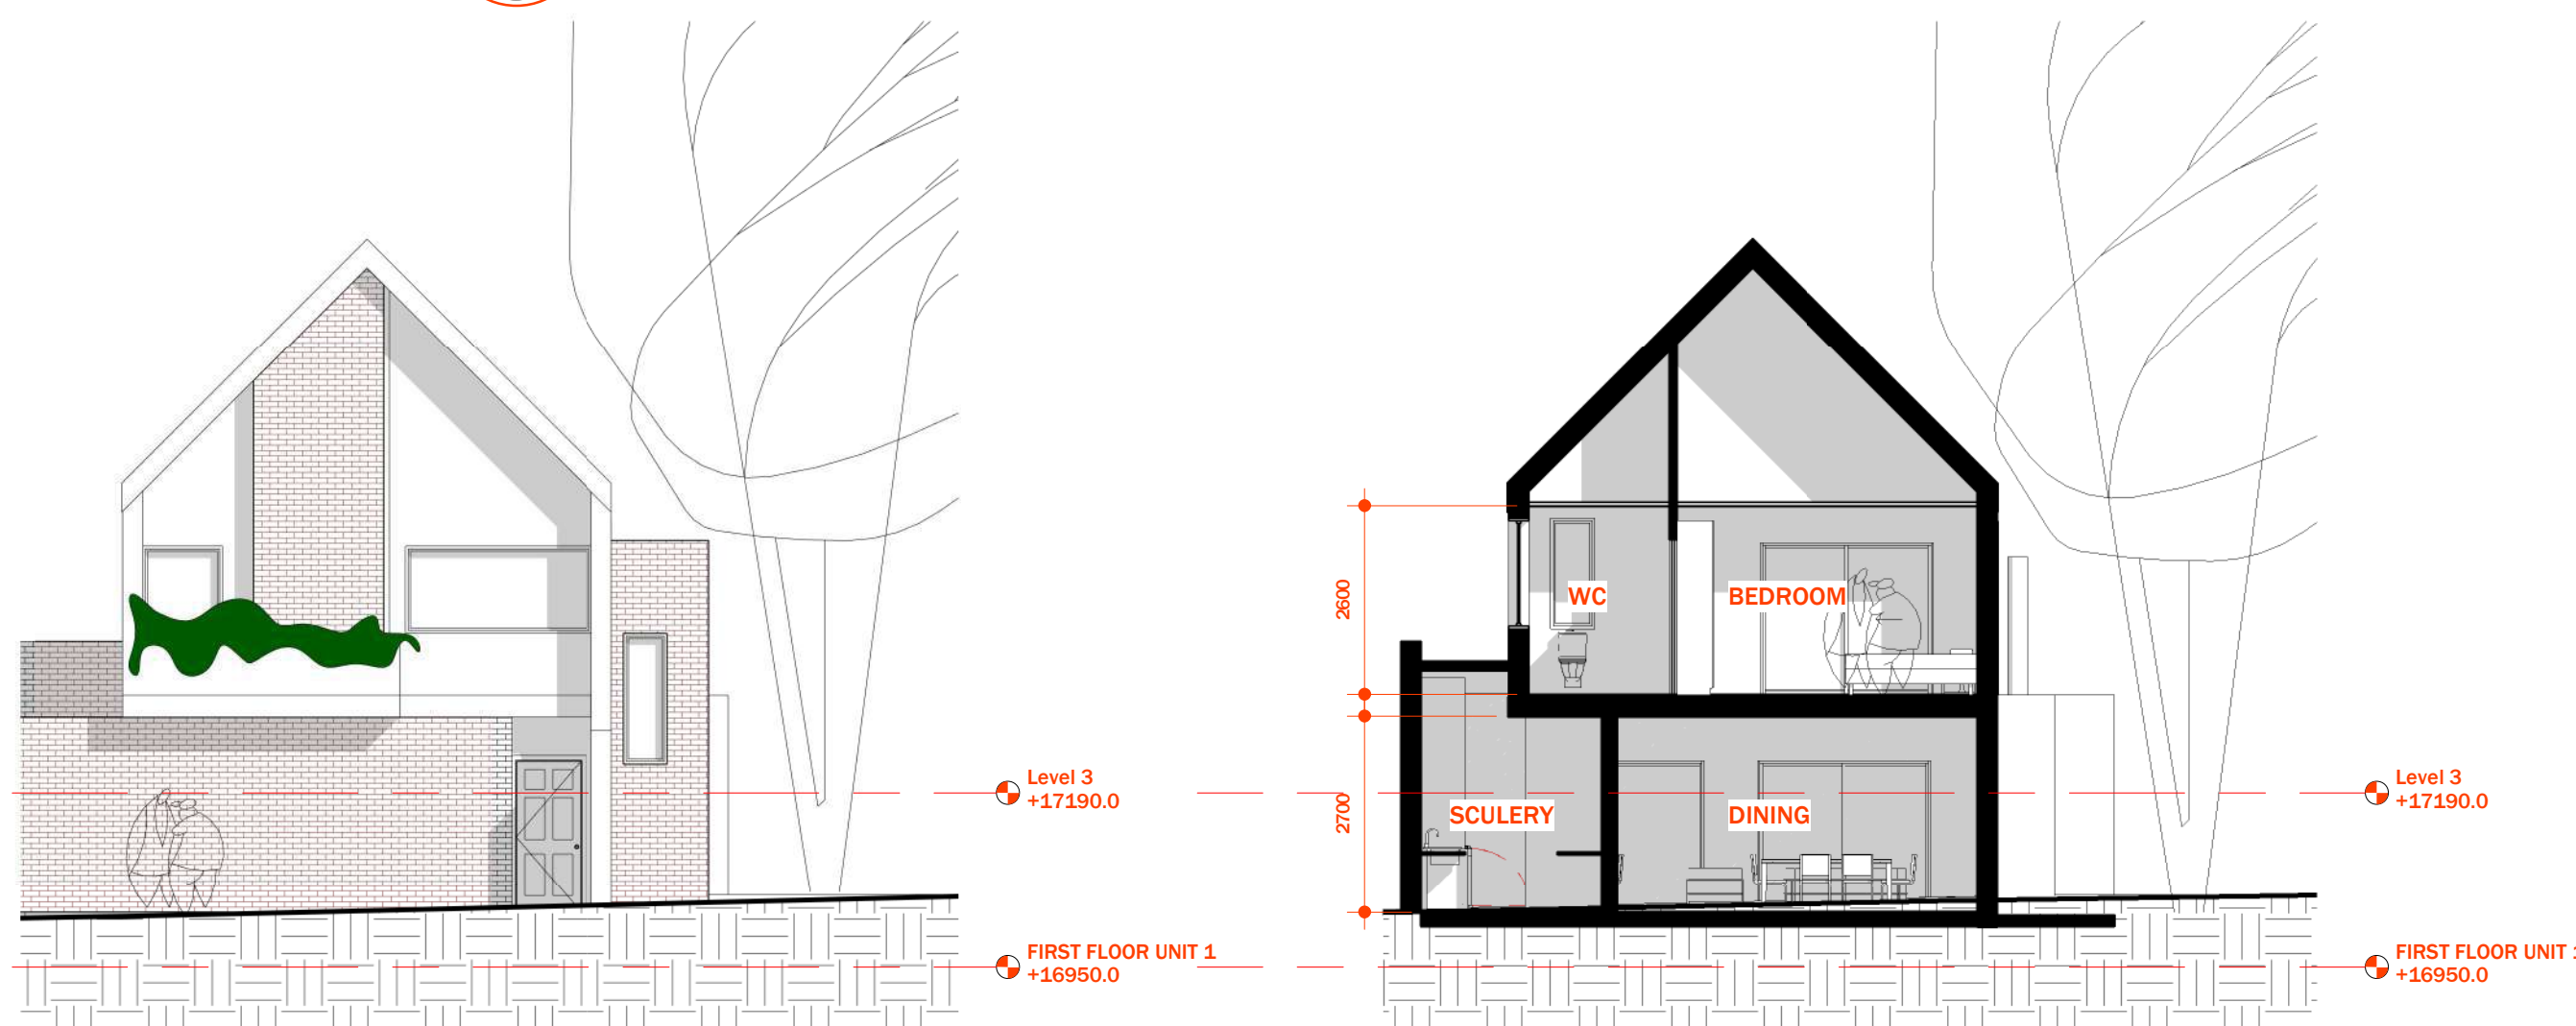 Level 3
+17190.0
FIRST FLOOR UNIT 1
+16950.0
2600
2700
WC
BEDROOM
SCULERY
DINING
Level 3
+17190.0
FIRST FLOOR UNIT 1
+16950.0